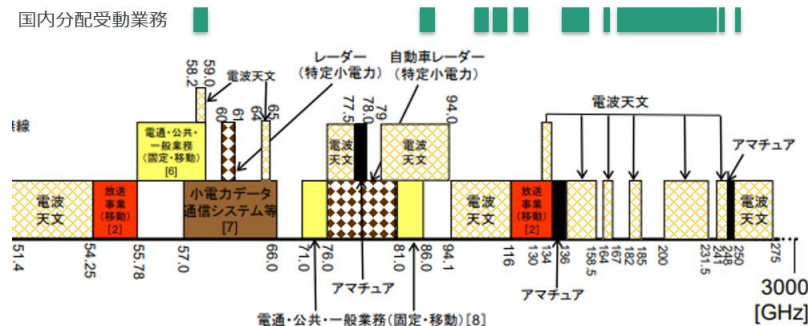 国内分配受動業務
58.2
59.0
電波天文
レーダー
(特定小電力)
自動車レーダー
(特定小電力)
60
61
64
65
77.5
78.0
79
94.0
電波天文
アマチュア
電通・公共・
一般業務
(固定・移動)
[6]
電波
天文
電波
天文
電波
天文
放送
事業
(移動)
[2]
小電力データ
通信システム等
[7]
電波
天文
放送
事業
(移動)
[2]
電波
天文
51.4
54.25
55.78
57.0
66.0
71.0
76.0
81.0
86.0
94.1
116
130
134
136
158.5
164
167
182
185
200
231.5
241
248
250
275
アマチュア
アマチュア
3000
[GHz]
電通・公共・一般業務(固定・移動)[8]